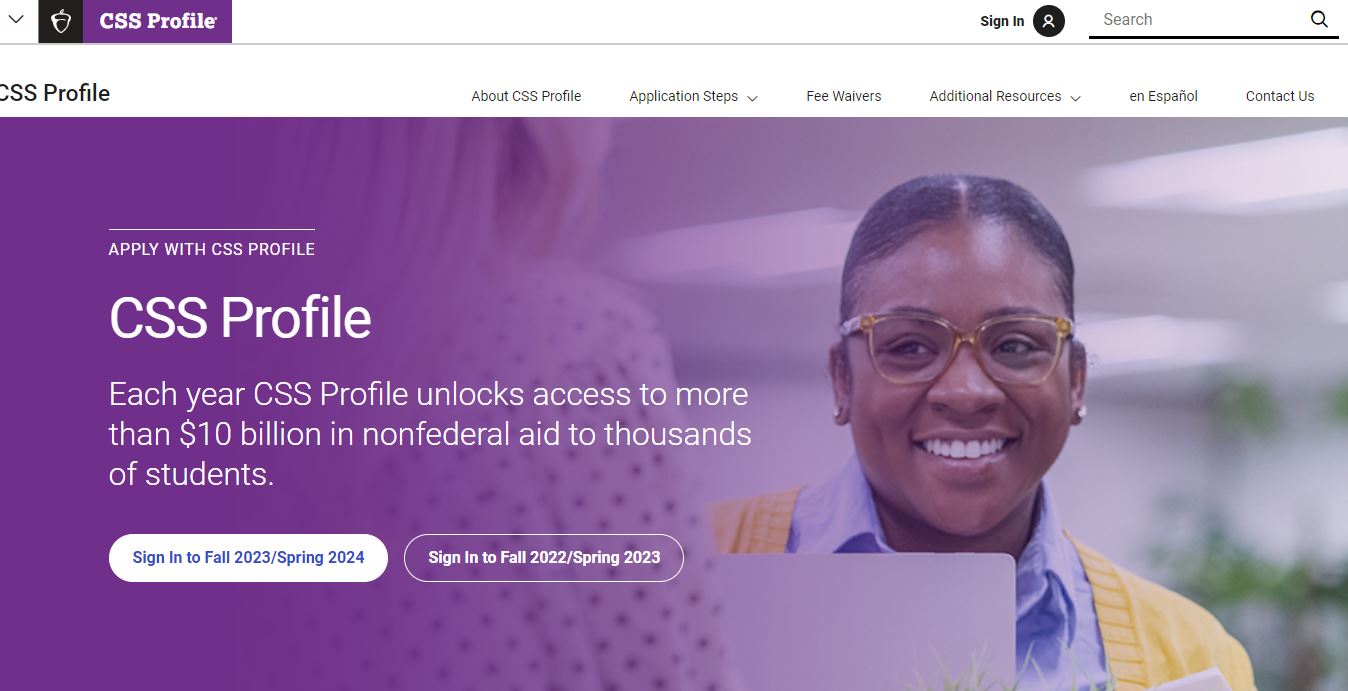 CSS Profile
Sign In
Search
CSS Profile
About CSS Profile
Application Steps
Fee Waivers
Additional Resources
en Español
Contact Us
APPLY WITH CSS PROFILE
CSS Profile
Each year CSS Profile unlocks access to more
than $10 billion in nonfederal aid to thousands
of students.
Sign In to Fall 2023/Spring 2024
Sign In to Fall 2022/Spring 2023